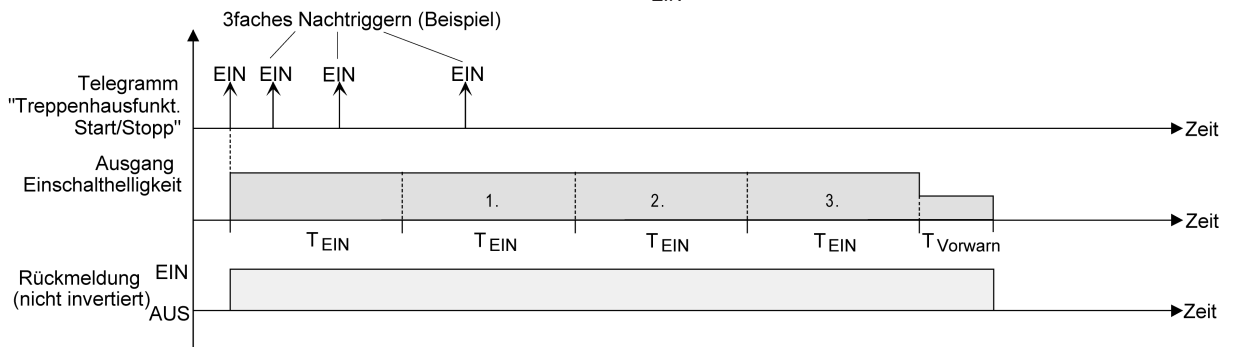 EIN
3faches Nachtriggern (Beispiel)
EIN EIN EIN EIN
Telegramm
"Treppenhausfunkt.
Start/Stopp"
Zeit
Ausgang
Einschalthelligkeit
1. 2. 3.
Zeit
T EIN T EIN T EIN T EIN T Vorwarn
Rückmeldung
(nicht invertiert)
EIN
AUS
Zeit